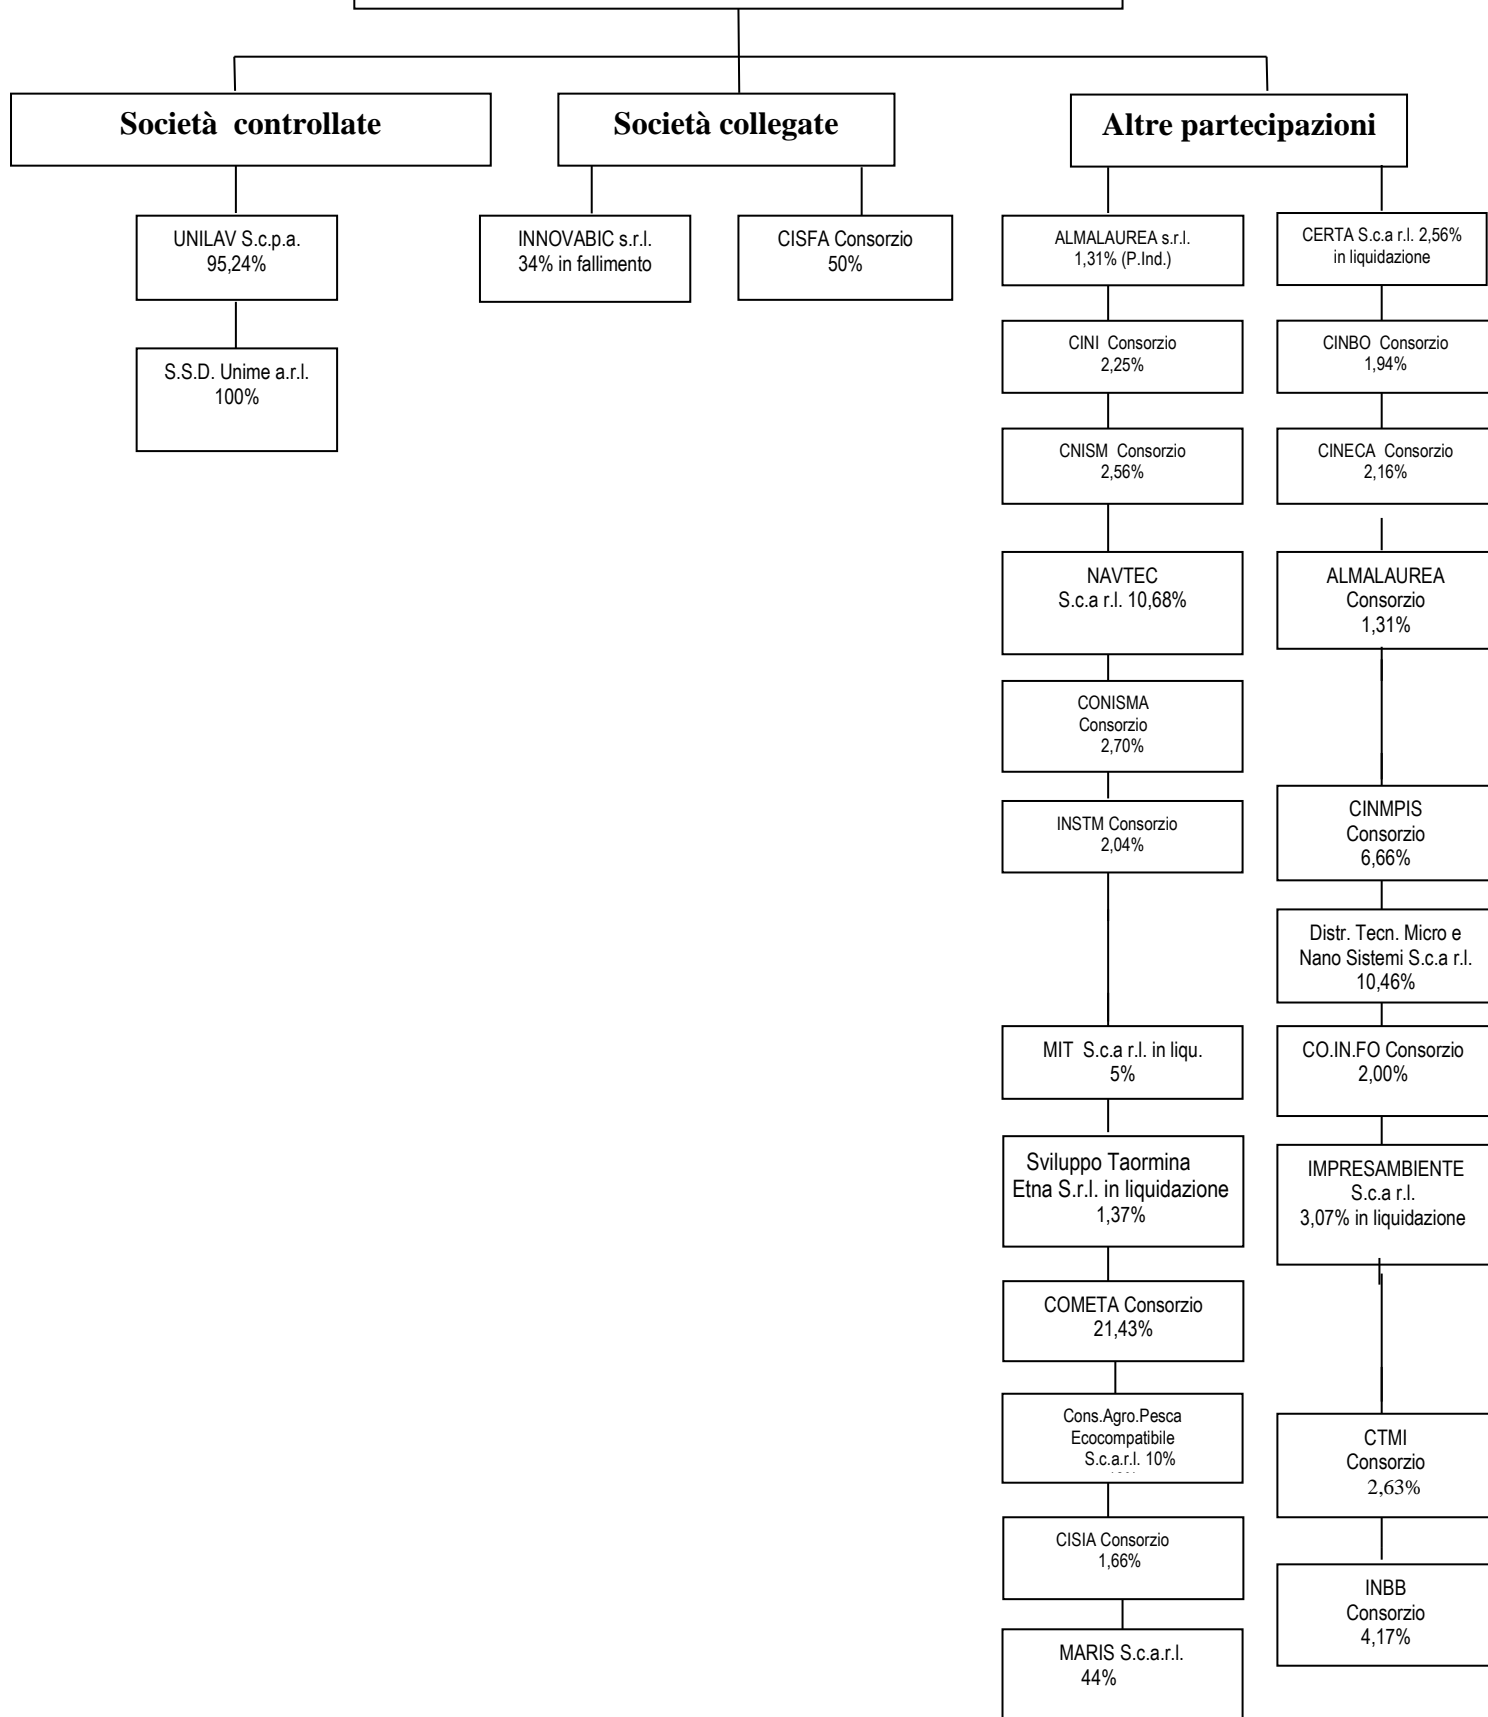 Società controllate
Società collegate
Altre partecipazioni
UNILAV S.c.p.a.
95,24%
S.S.D. Unime a.r.l.
100%
INNOVABIC s.r.l.
34% in fallimento
CISFA Consorzio
50%
ALMALAUREA s.r.l.
1,31% (P.Ind.)
CINI Consorzio
2,25%
CNISM Consorzio
2,56%
NAVTEC
S.c.a r.l. 10,68%
CONISMA
Consorzio
2,70%
INSTM Consorzio
2,04%
MIT S.c.a r.l. in liqu.
5%
Sviluppo Taormina
Etna S.r.l. in liquidazione
1,37%
COMETA Consorzio
21,43%
Cons.Agro.Pesca
Ecocompatibile
S.c.a.r.l. 10%
CISIA Consorzio
1,66%
MARIS S.c.a.r.l.
44%
CERTA S.c.a r.l. 2,56%
in liquidazione
CINBO Consorzio
1,94%
CINECA Consorzio
2,16%
ALMALAUREA
Consorzio
1,31%
CINMPIS
Consorzio
6,66%
Distr. Tecn. Micro e
Nano Sistemi S.c.a r.l.
10,46%
CO.IN.FO Consorzio
2,00%
IMPRESAMBIENTE
S.c.a r.l.
3,07% in liquidazione
CTMI
Consorzio
2,63%
INBB
Consorzio
4,17%